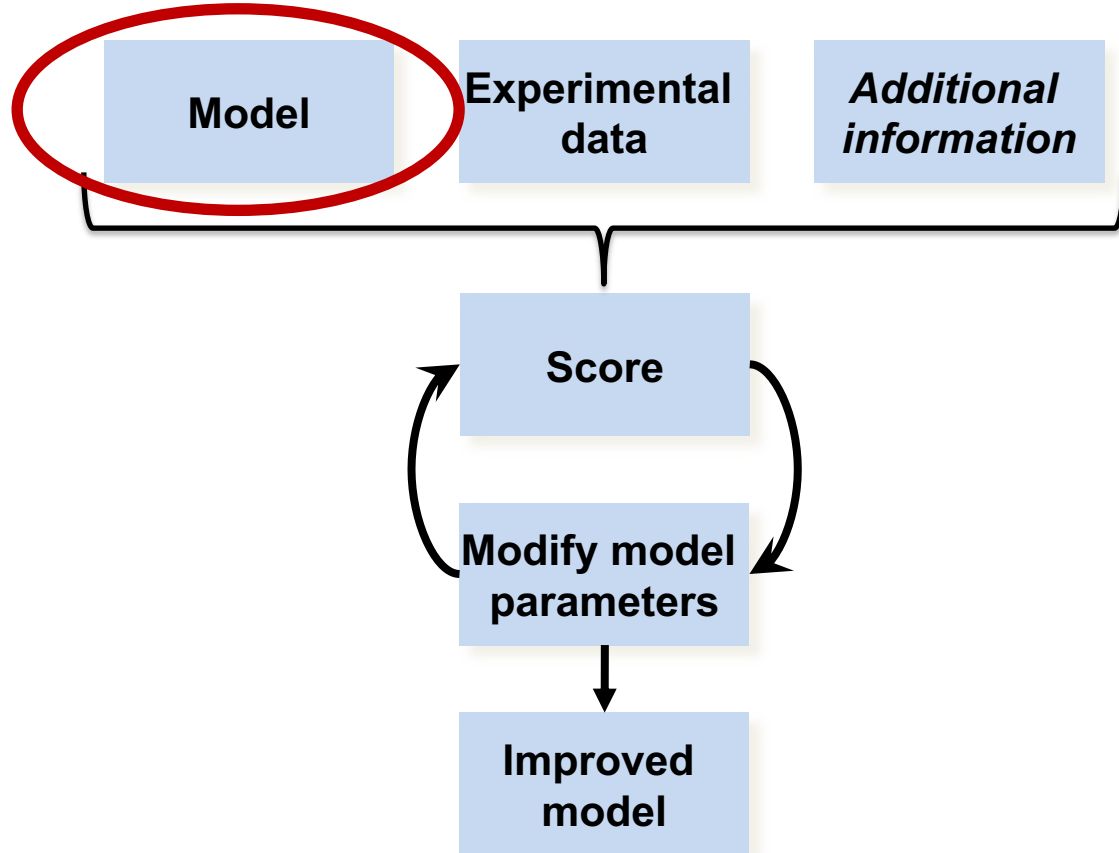 Model
Experimental
data
Additional
information
Score
Modify model
parameters
Improved
model